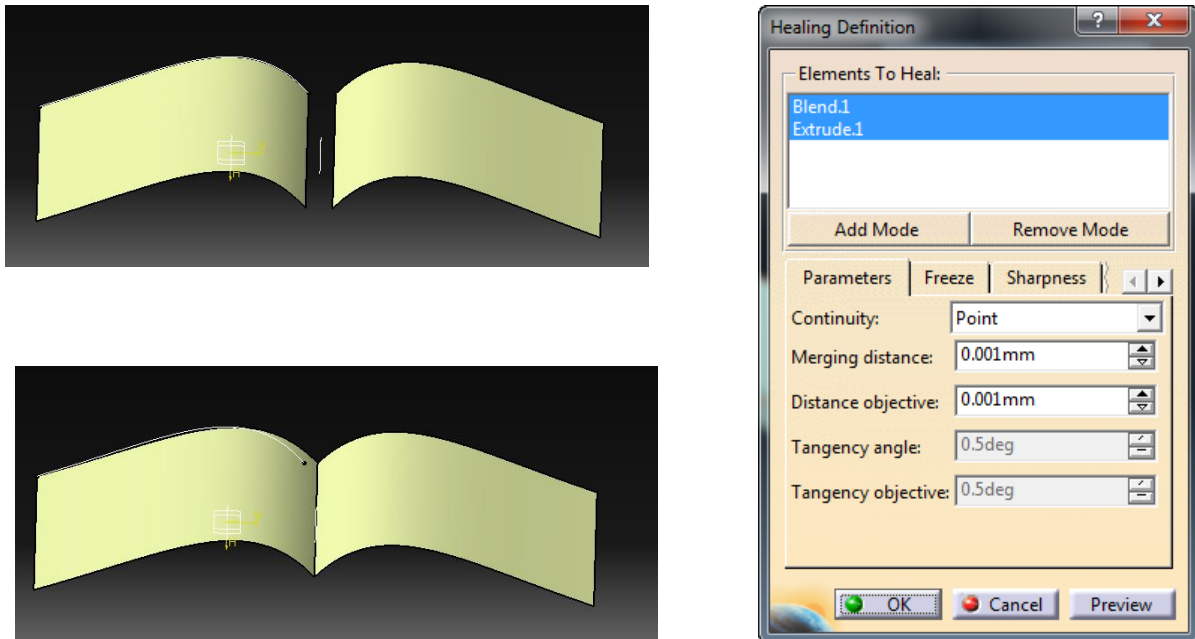 Healing Definition
?
X
Elements To Heal:
Blend.1
Extrude.1
Add Mode
Remove Mode
Parameters Freeze Sharpness
Continuity: Point
Merging distance: 0.001mm
Distance objective: 0.001mm
Tangency angle: 0.5deg
Tangency objective: 0.5deg
OK Cancel Preview